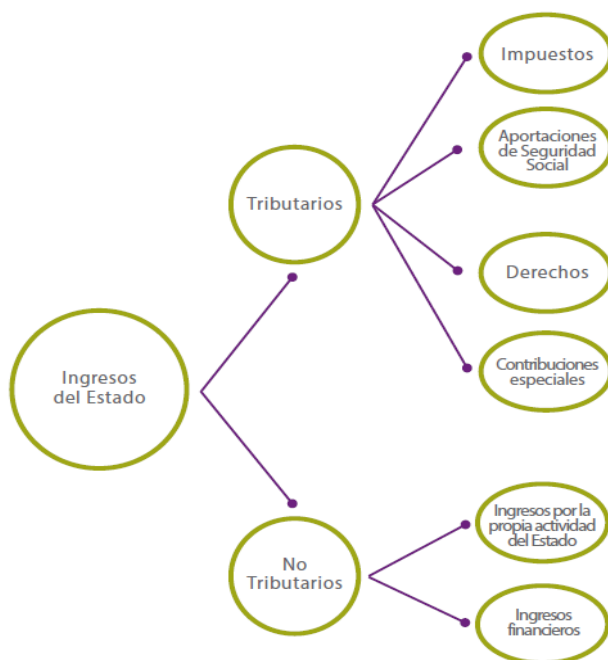 Impuestos
Aportaciones
de Seguridad
Social
Tributarios
Derechos
Contribuciones
especiales
Ingresos
del Estado
Ingresos por la
propia actividad
del Estado
No
Tributarios
Ingresos
financieros